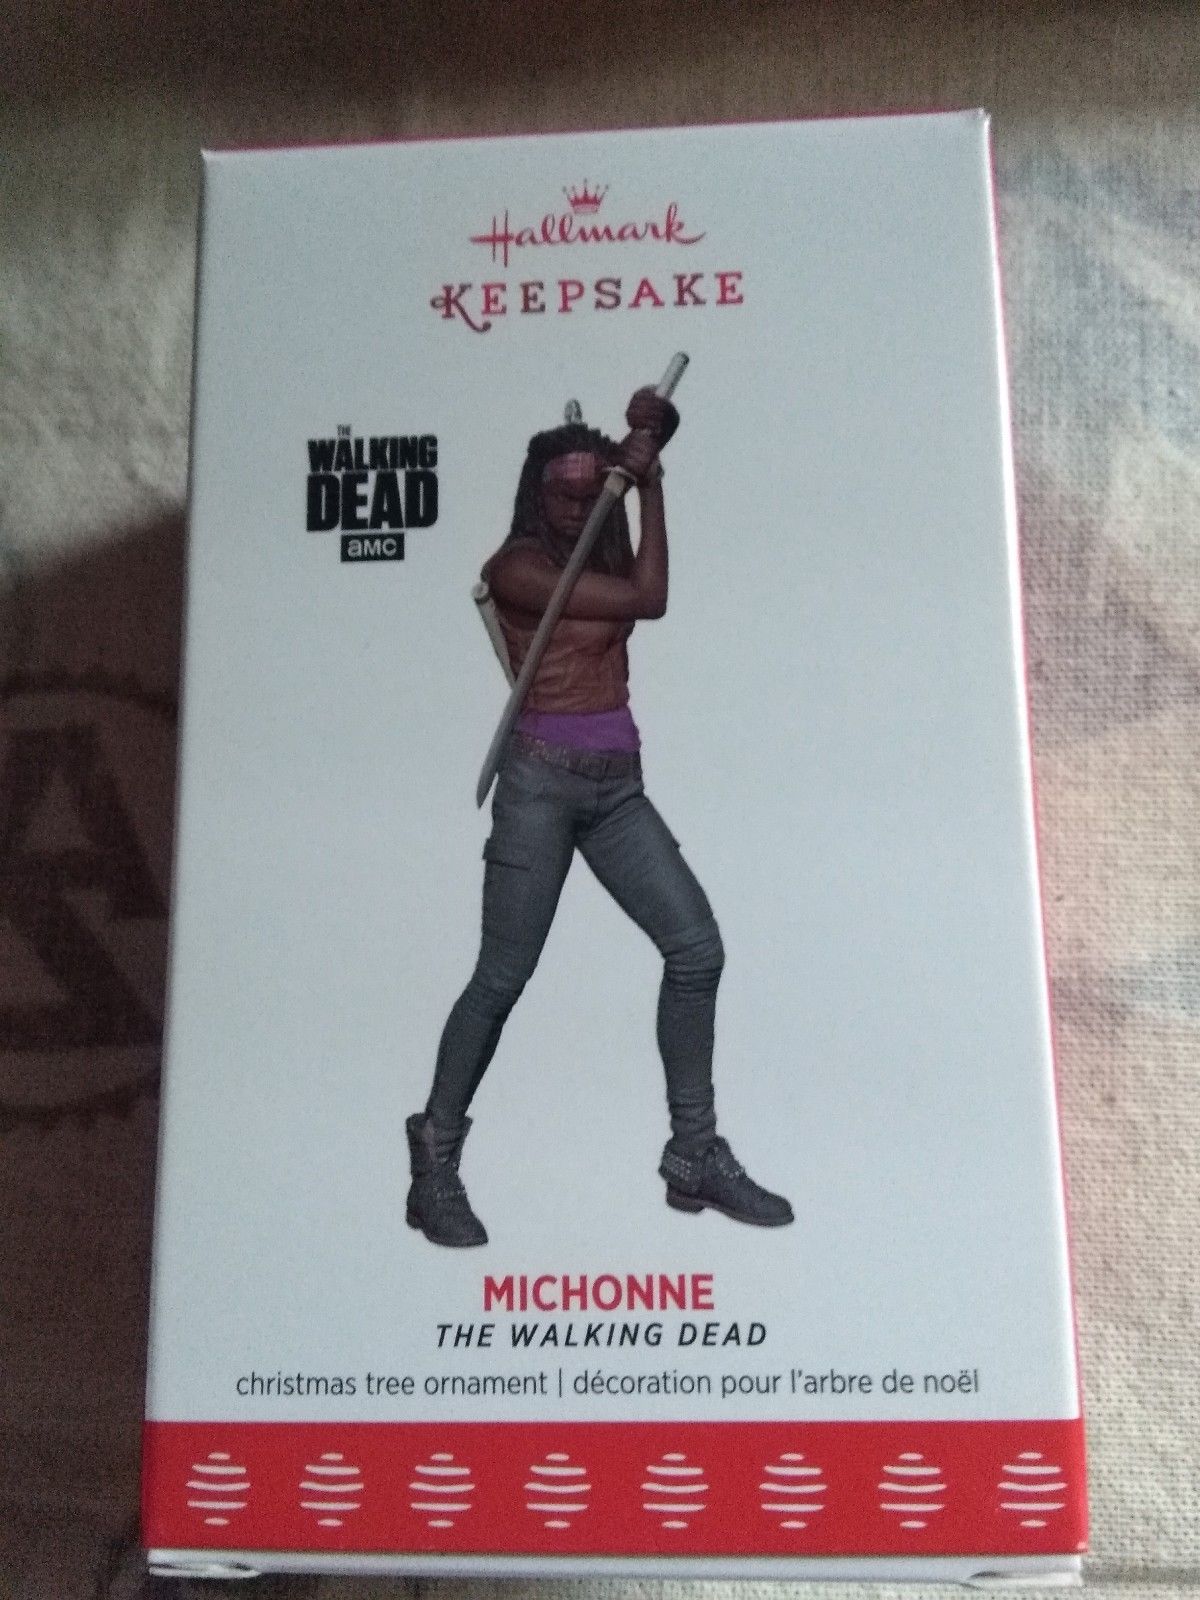 Hallmark
KEEPSAKE
THE
WALKING
DEAD
aMC
MICHONNE
THE WALKING DEAD
christmas tree ornament | décoration pour l'arbre de noël